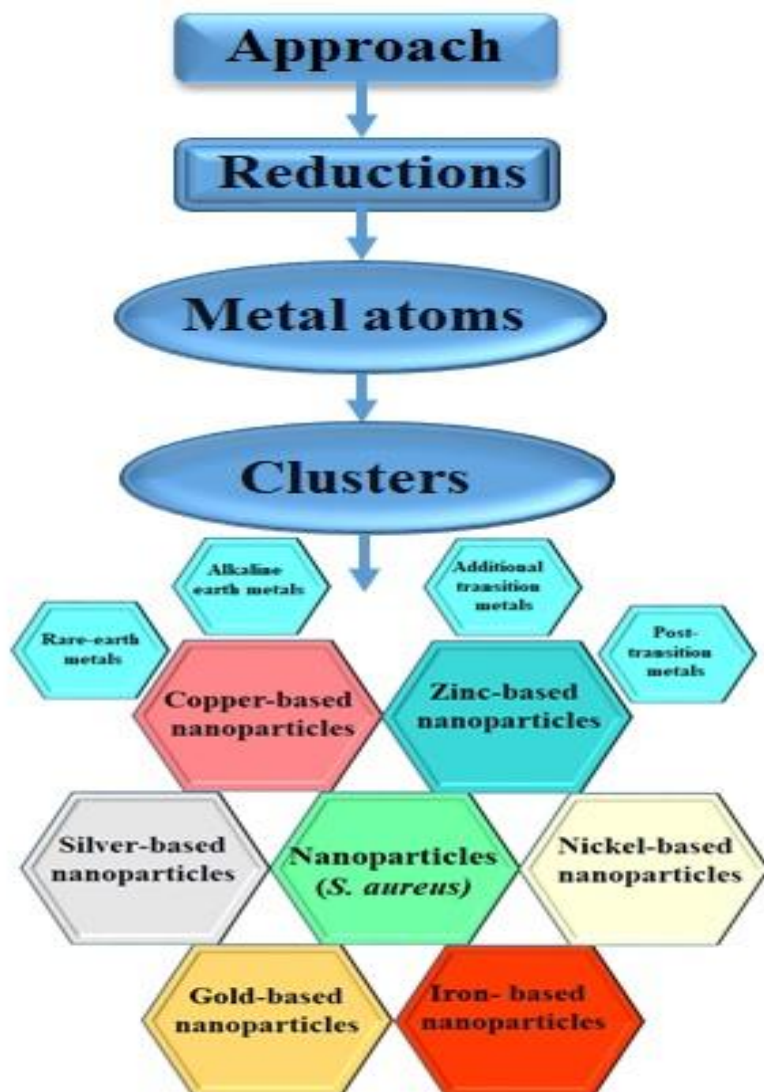 Approach
Reductions
Metal atoms
Clusters
Alkaline
earth metals
Additional
transition
metals
Rare-earth
metals
Post-
transition
metals
Copper-based
nanoparticles
Zinc-based
nanoparticles
Silver-based
nanoparticles
Nanoparticles
(S. aureus)
Nickel-based
nanoparticles
Gold-based
nanoparticles
Iron- based
nanoparticles